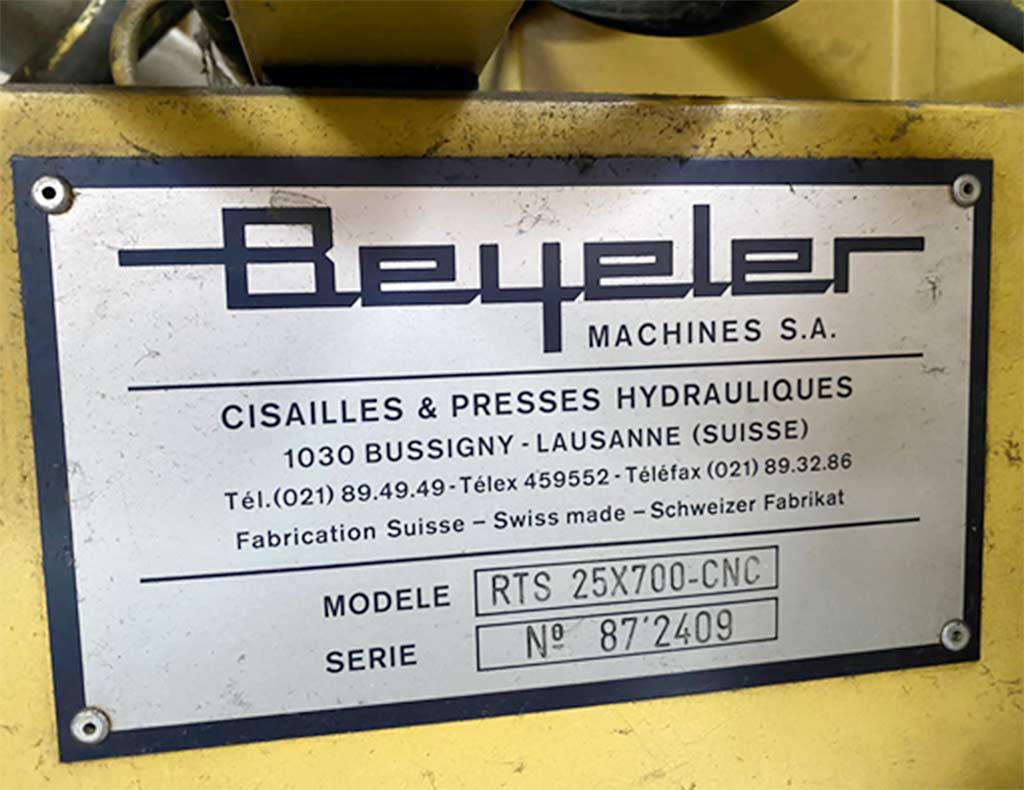 Beyeler
MACHINES S.A.
CISAILLES & PRESSES HYDRAULIQUES
1030 BUSSIGNY - LAUSANNE (SUISSE)
Tél.(021) 89.49.49 - Télex 459552 - Téléfax (021) 89.32.86
Fabrication Suisse – Swiss made – Schweizer Fabrikat
MODELE RTS 25X700-CNC
SERIE Nº 87'2409